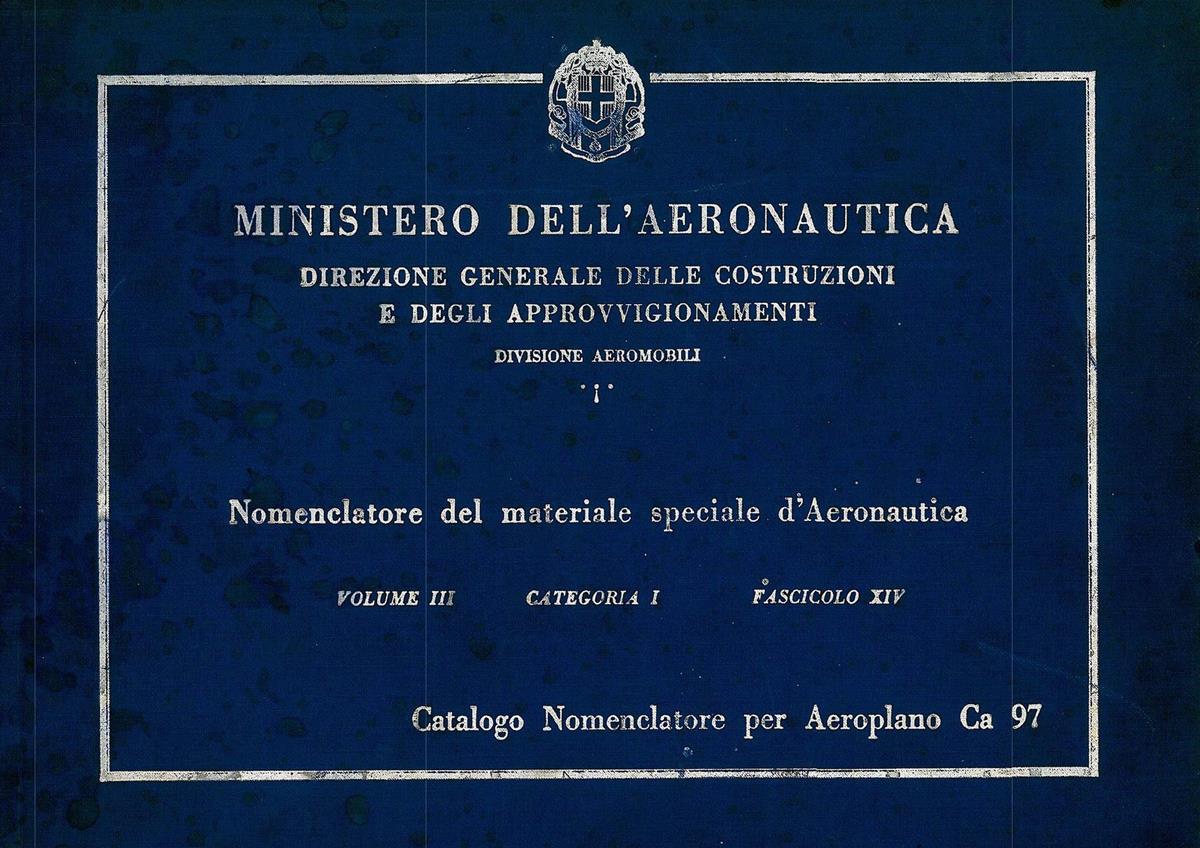 MINISTERO DELL'AERONAUTICA
DIREZIONE GENERALE DELLE COSTRUZIONI
E DEGLI APPROVVIGIONAMENTI
DIVISIONE AEROMOBILI
Nomenclatore del materiale speciale d'Aeronautica
VOLUME III CATEGORIA I FASCICOLO XIV
Catalogo Nomenclatore per Aeroplano Ca 97